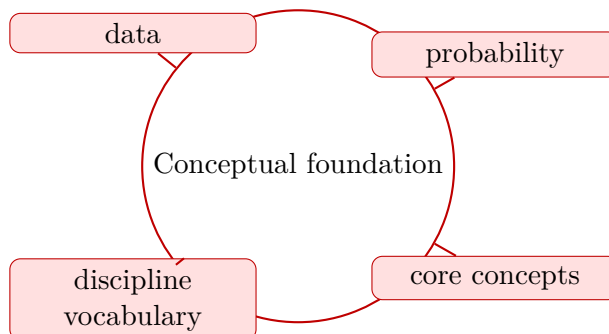 data
probability
Conceptual foundation
discipline
vocabulary
core concepts